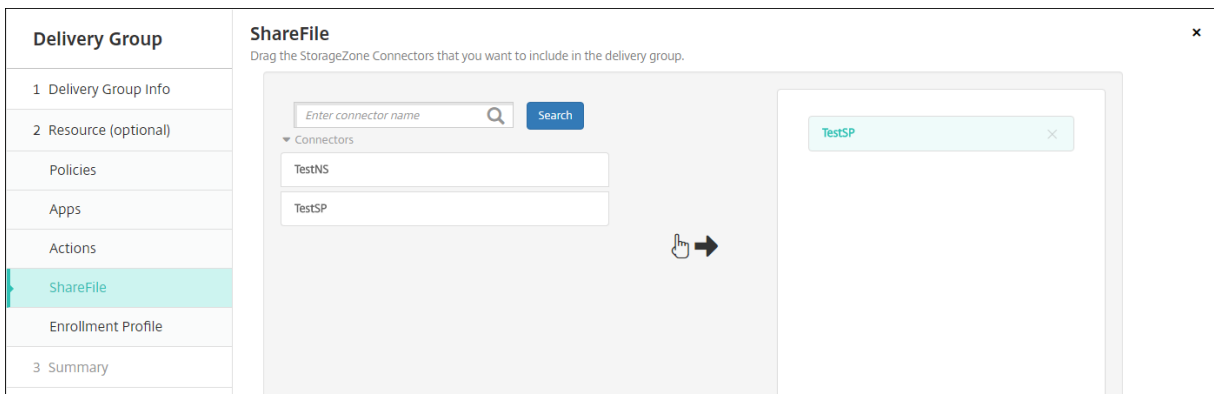 Delivery Group
1 Delivery Group Info
2 Resource (optional)
Policies
Apps
Actions
ShareFile
Enrollment Profile
3 Summary
ShareFile
Drag the StorageZone Connectors that you want to include in the delivery group.
Enter connector name
Search
Connectors
TestNS
TestSP
TestSP